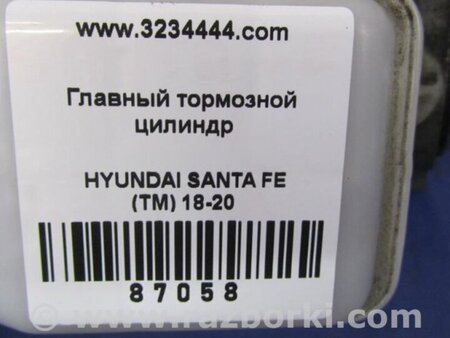 www.3234444.com
Главный тормозной
цилиндр
HYUNDAI SANTA FE
(TM) 18-20
87058
www.razborki.com